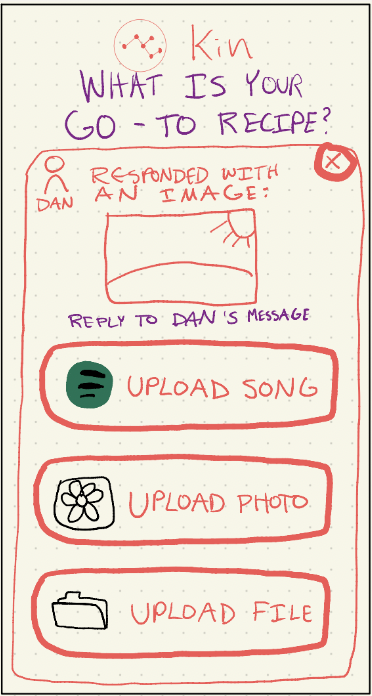 Kin
WHAT IS YOUR
GO - TO RECIPE?
RESPONDED WITH
AN IMAGE:
DAN
REPLY TO DAN'S MESSAGE
UPLOAD SONG
UPLOAD PHOTO
UPLOAD FILE